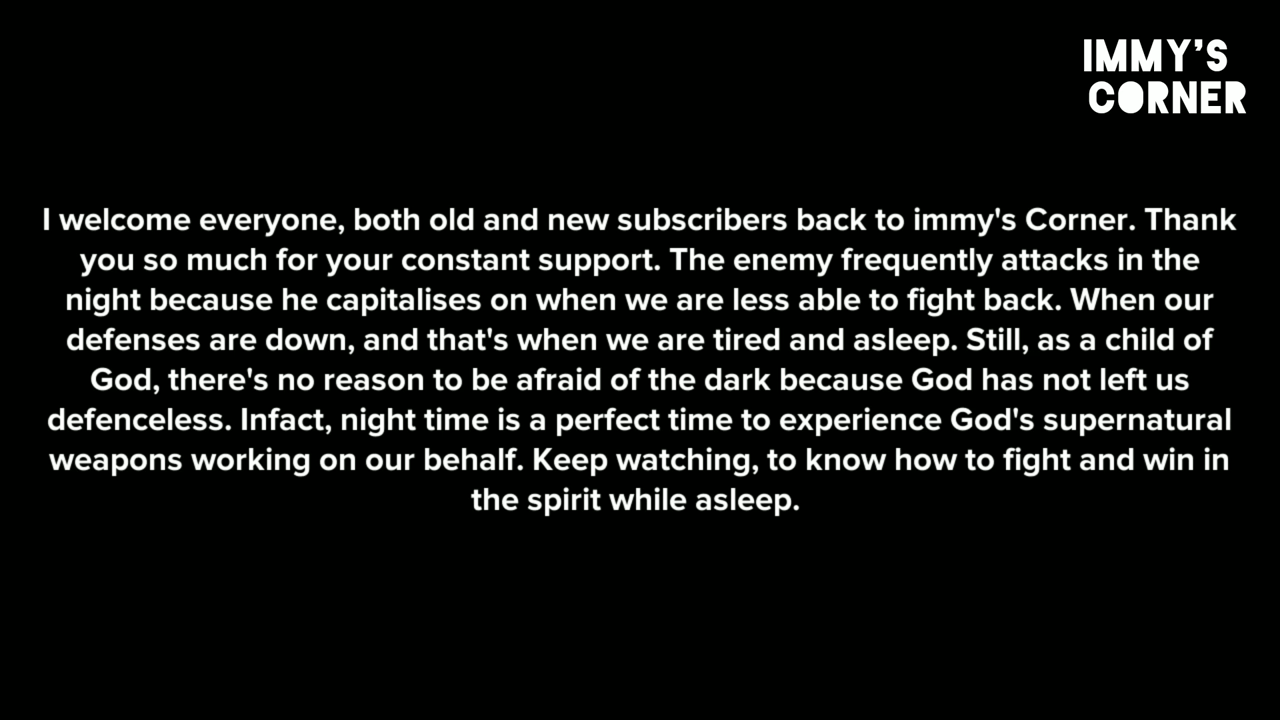 IMMY'S
CORNER
I welcome everyone, both old and new subscribers back to immy's Corner. Thank
you so much for your constant support. The enemy frequently attacks in the
night because he capitalises on when we are less able to fight back. When our
defenses are down, and that's when we are tired and asleep. Still, as a child of
God, there's no reason to be afraid of the dark because God has not left us
defenceless. Infact, night time is a perfect time to experience God's supernatural
weapons working on our behalf. Keep watching, to know how to fight and win in
the spirit while asleep.